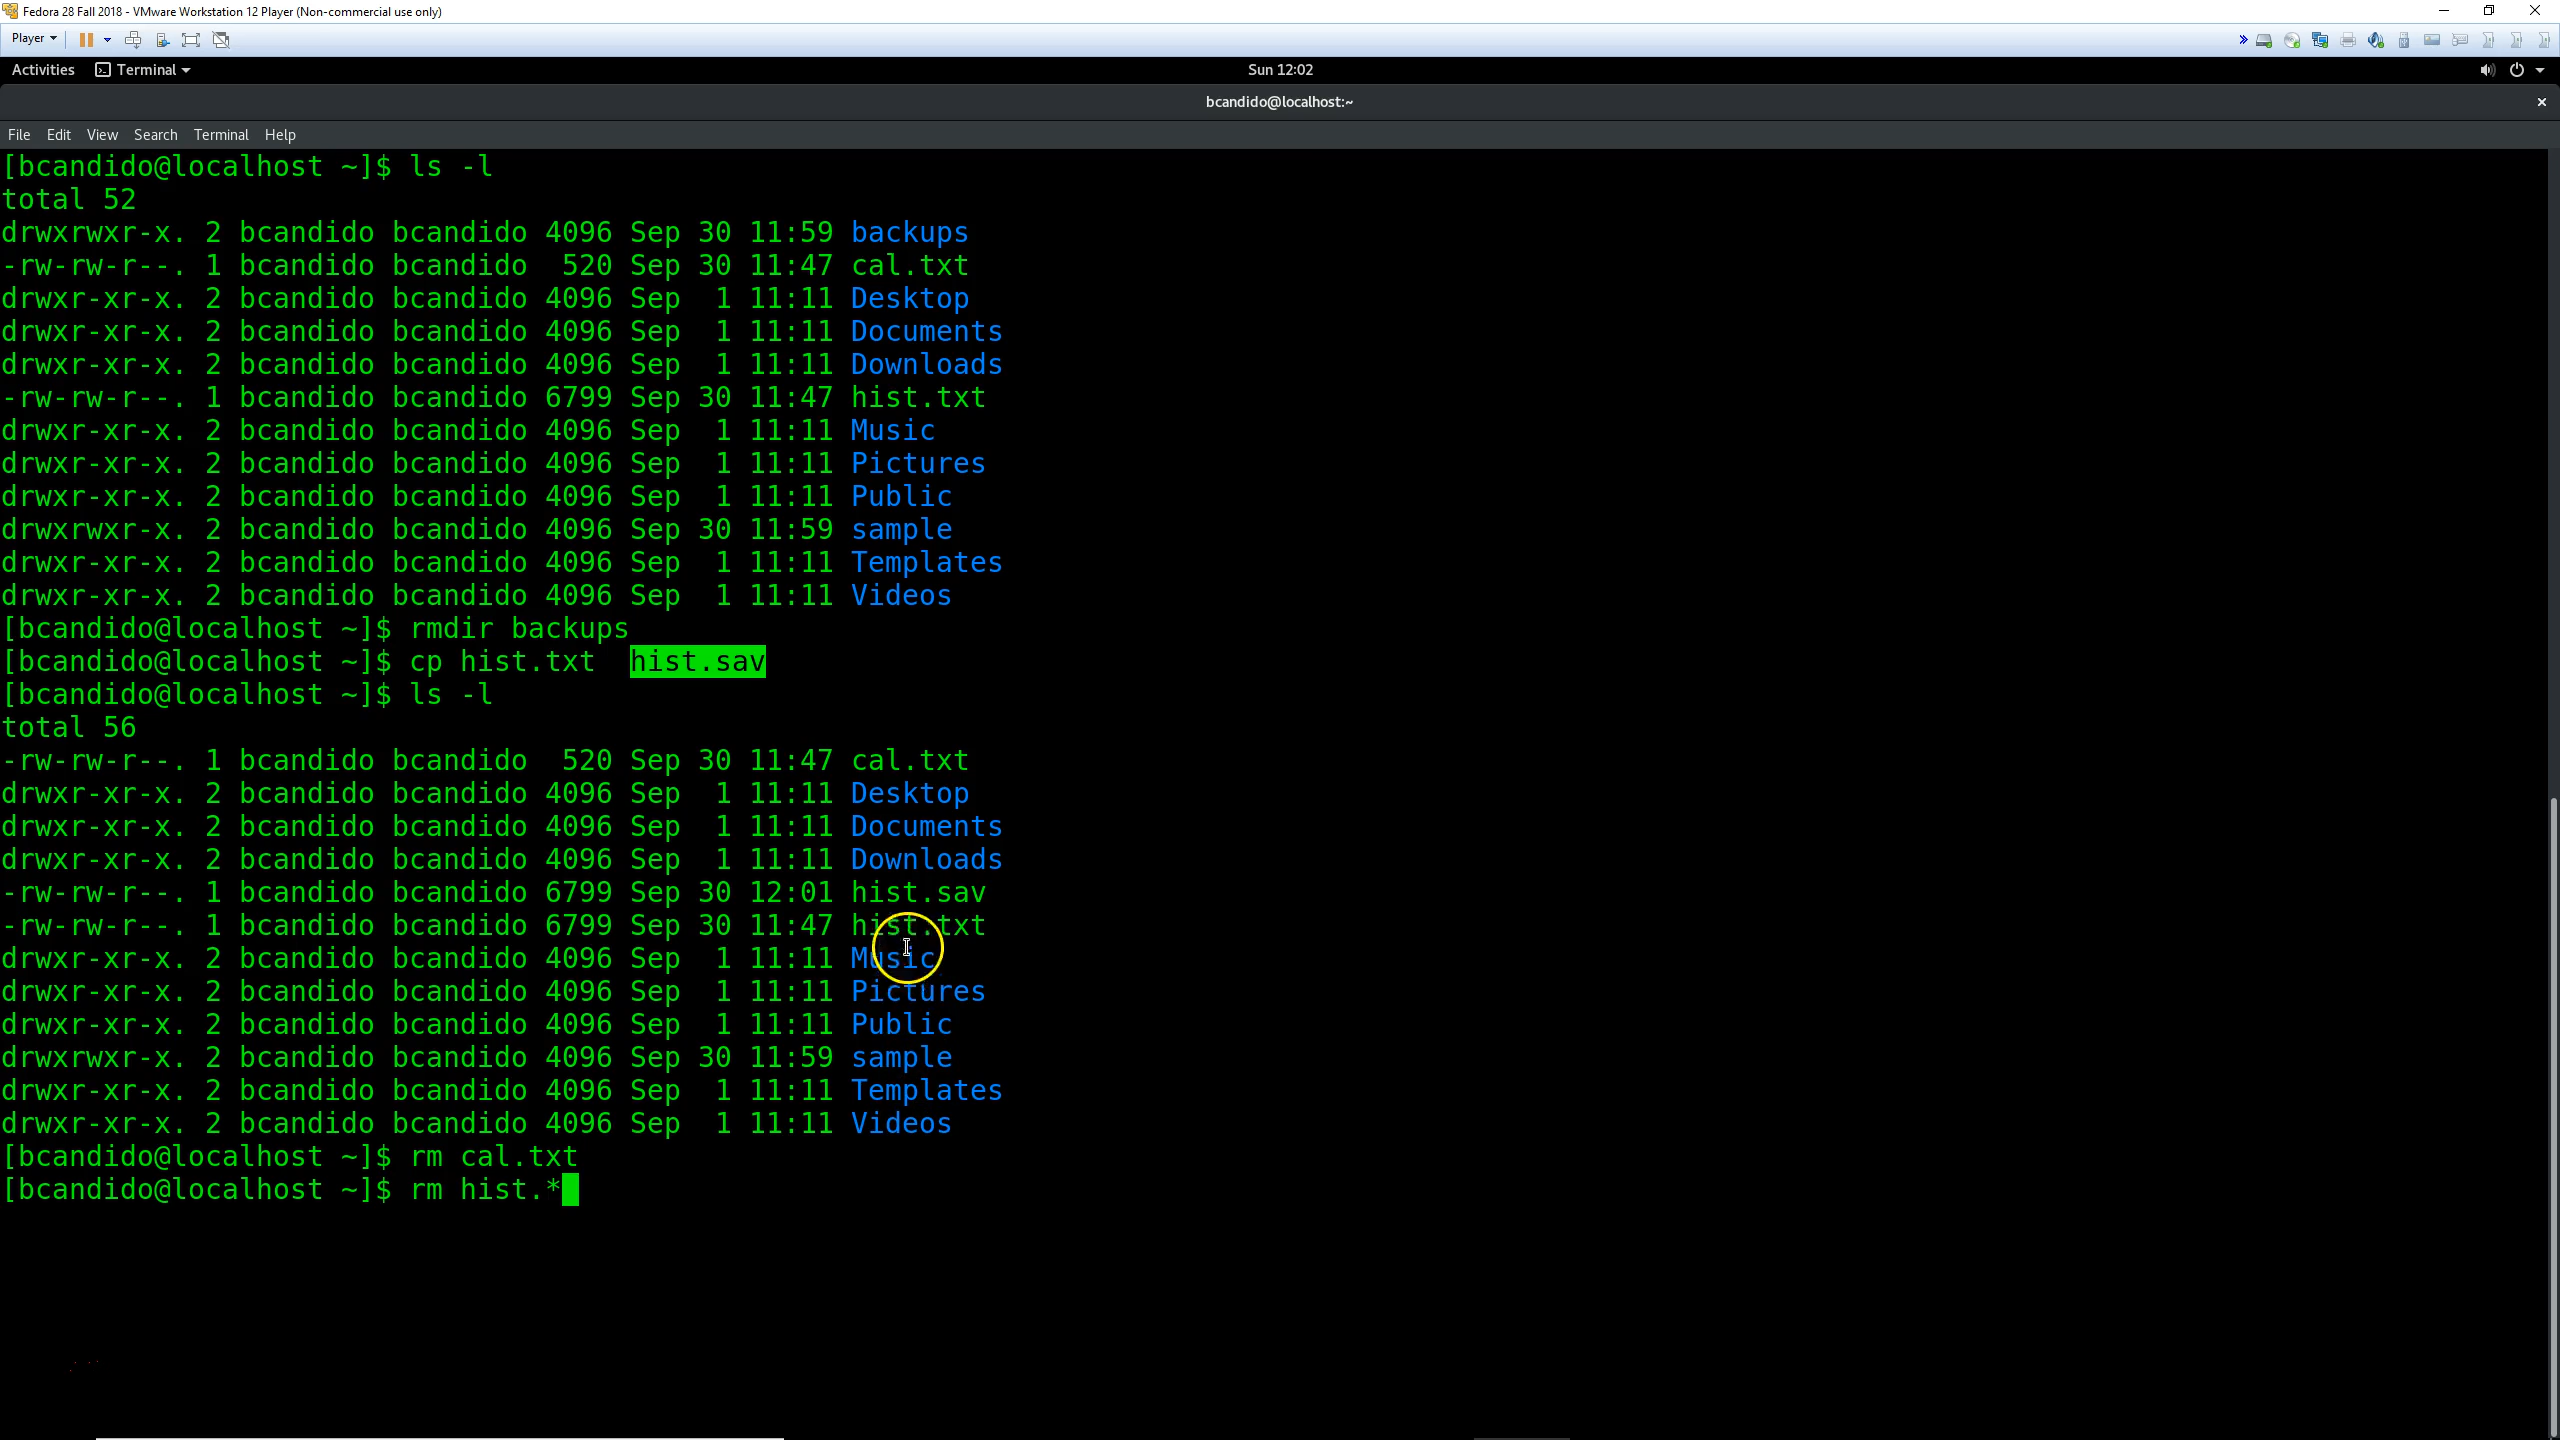 Fedora 28 Fall 2018 - VMware Workstation 12 Player (Non-commercial use only)
Player
Activities Terminal Sun 12:02
bcandido@localhost:~
File Edit View Search Terminal Help
[bcandido@localhost ~]$ ls -l
total 52
drwxrwxr-x. 2 bcandido bcandido 4096 Sep 30 11:59 backups
-rw-rw-r--. 1 bcandido bcandido  520 Sep 30 11:47 cal.txt
drwxr-xr-x. 2 bcandido bcandido 4096 Sep  1 11:11 Desktop
drwxr-xr-x. 2 bcandido bcandido 4096 Sep  1 11:11 Documents
drwxr-xr-x. 2 bcandido bcandido 4096 Sep  1 11:11 Downloads
-rw-rw-r--. 1 bcandido bcandido 6799 Sep 30 11:47 hist.txt
drwxr-xr-x. 2 bcandido bcandido 4096 Sep  1 11:11 Music
drwxr-xr-x. 2 bcandido bcandido 4096 Sep  1 11:11 Pictures
drwxr-xr-x. 2 bcandido bcandido 4096 Sep  1 11:11 Public
drwxrwxr-x. 2 bcandido bcandido 4096 Sep 30 11:59 sample
drwxr-xr-x. 2 bcandido bcandido 4096 Sep  1 11:11 Templates
drwxr-xr-x. 2 bcandido bcandido 4096 Sep  1 11:11 Videos
[bcandido@localhost ~]$ rmdir backups
[bcandido@localhost ~]$ cp hist.txt  hist.sav
[bcandido@localhost ~]$ ls -l
total 56
-rw-rw-r--. 1 bcandido bcandido  520 Sep 30 11:47 cal.txt
drwxr-xr-x. 2 bcandido bcandido 4096 Sep  1 11:11 Desktop
drwxr-xr-x. 2 bcandido bcandido 4096 Sep  1 11:11 Documents
drwxr-xr-x. 2 bcandido bcandido 4096 Sep  1 11:11 Downloads
-rw-rw-r--. 1 bcandido bcandido 6799 Sep 30 12:01 hist.sav
-rw-rw-r--. 1 bcandido bcandido 6799 Sep 30 11:47 hist.txt
drwxr-xr-x. 2 bcandido bcandido 4096 Sep  1 11:11 Music
drwxr-xr-x. 2 bcandido bcandido 4096 Sep  1 11:11 Pictures
drwxr-xr-x. 2 bcandido bcandido 4096 Sep  1 11:11 Public
drwxrwxr-x. 2 bcandido bcandido 4096 Sep 30 11:59 sample
drwxr-xr-x. 2 bcandido bcandido 4096 Sep  1 11:11 Templates
drwxr-xr-x. 2 bcandido bcandido 4096 Sep  1 11:11 Videos
[bcandido@localhost ~]$ rm cal.txt
[bcandido@localhost ~]$ rm hist.*